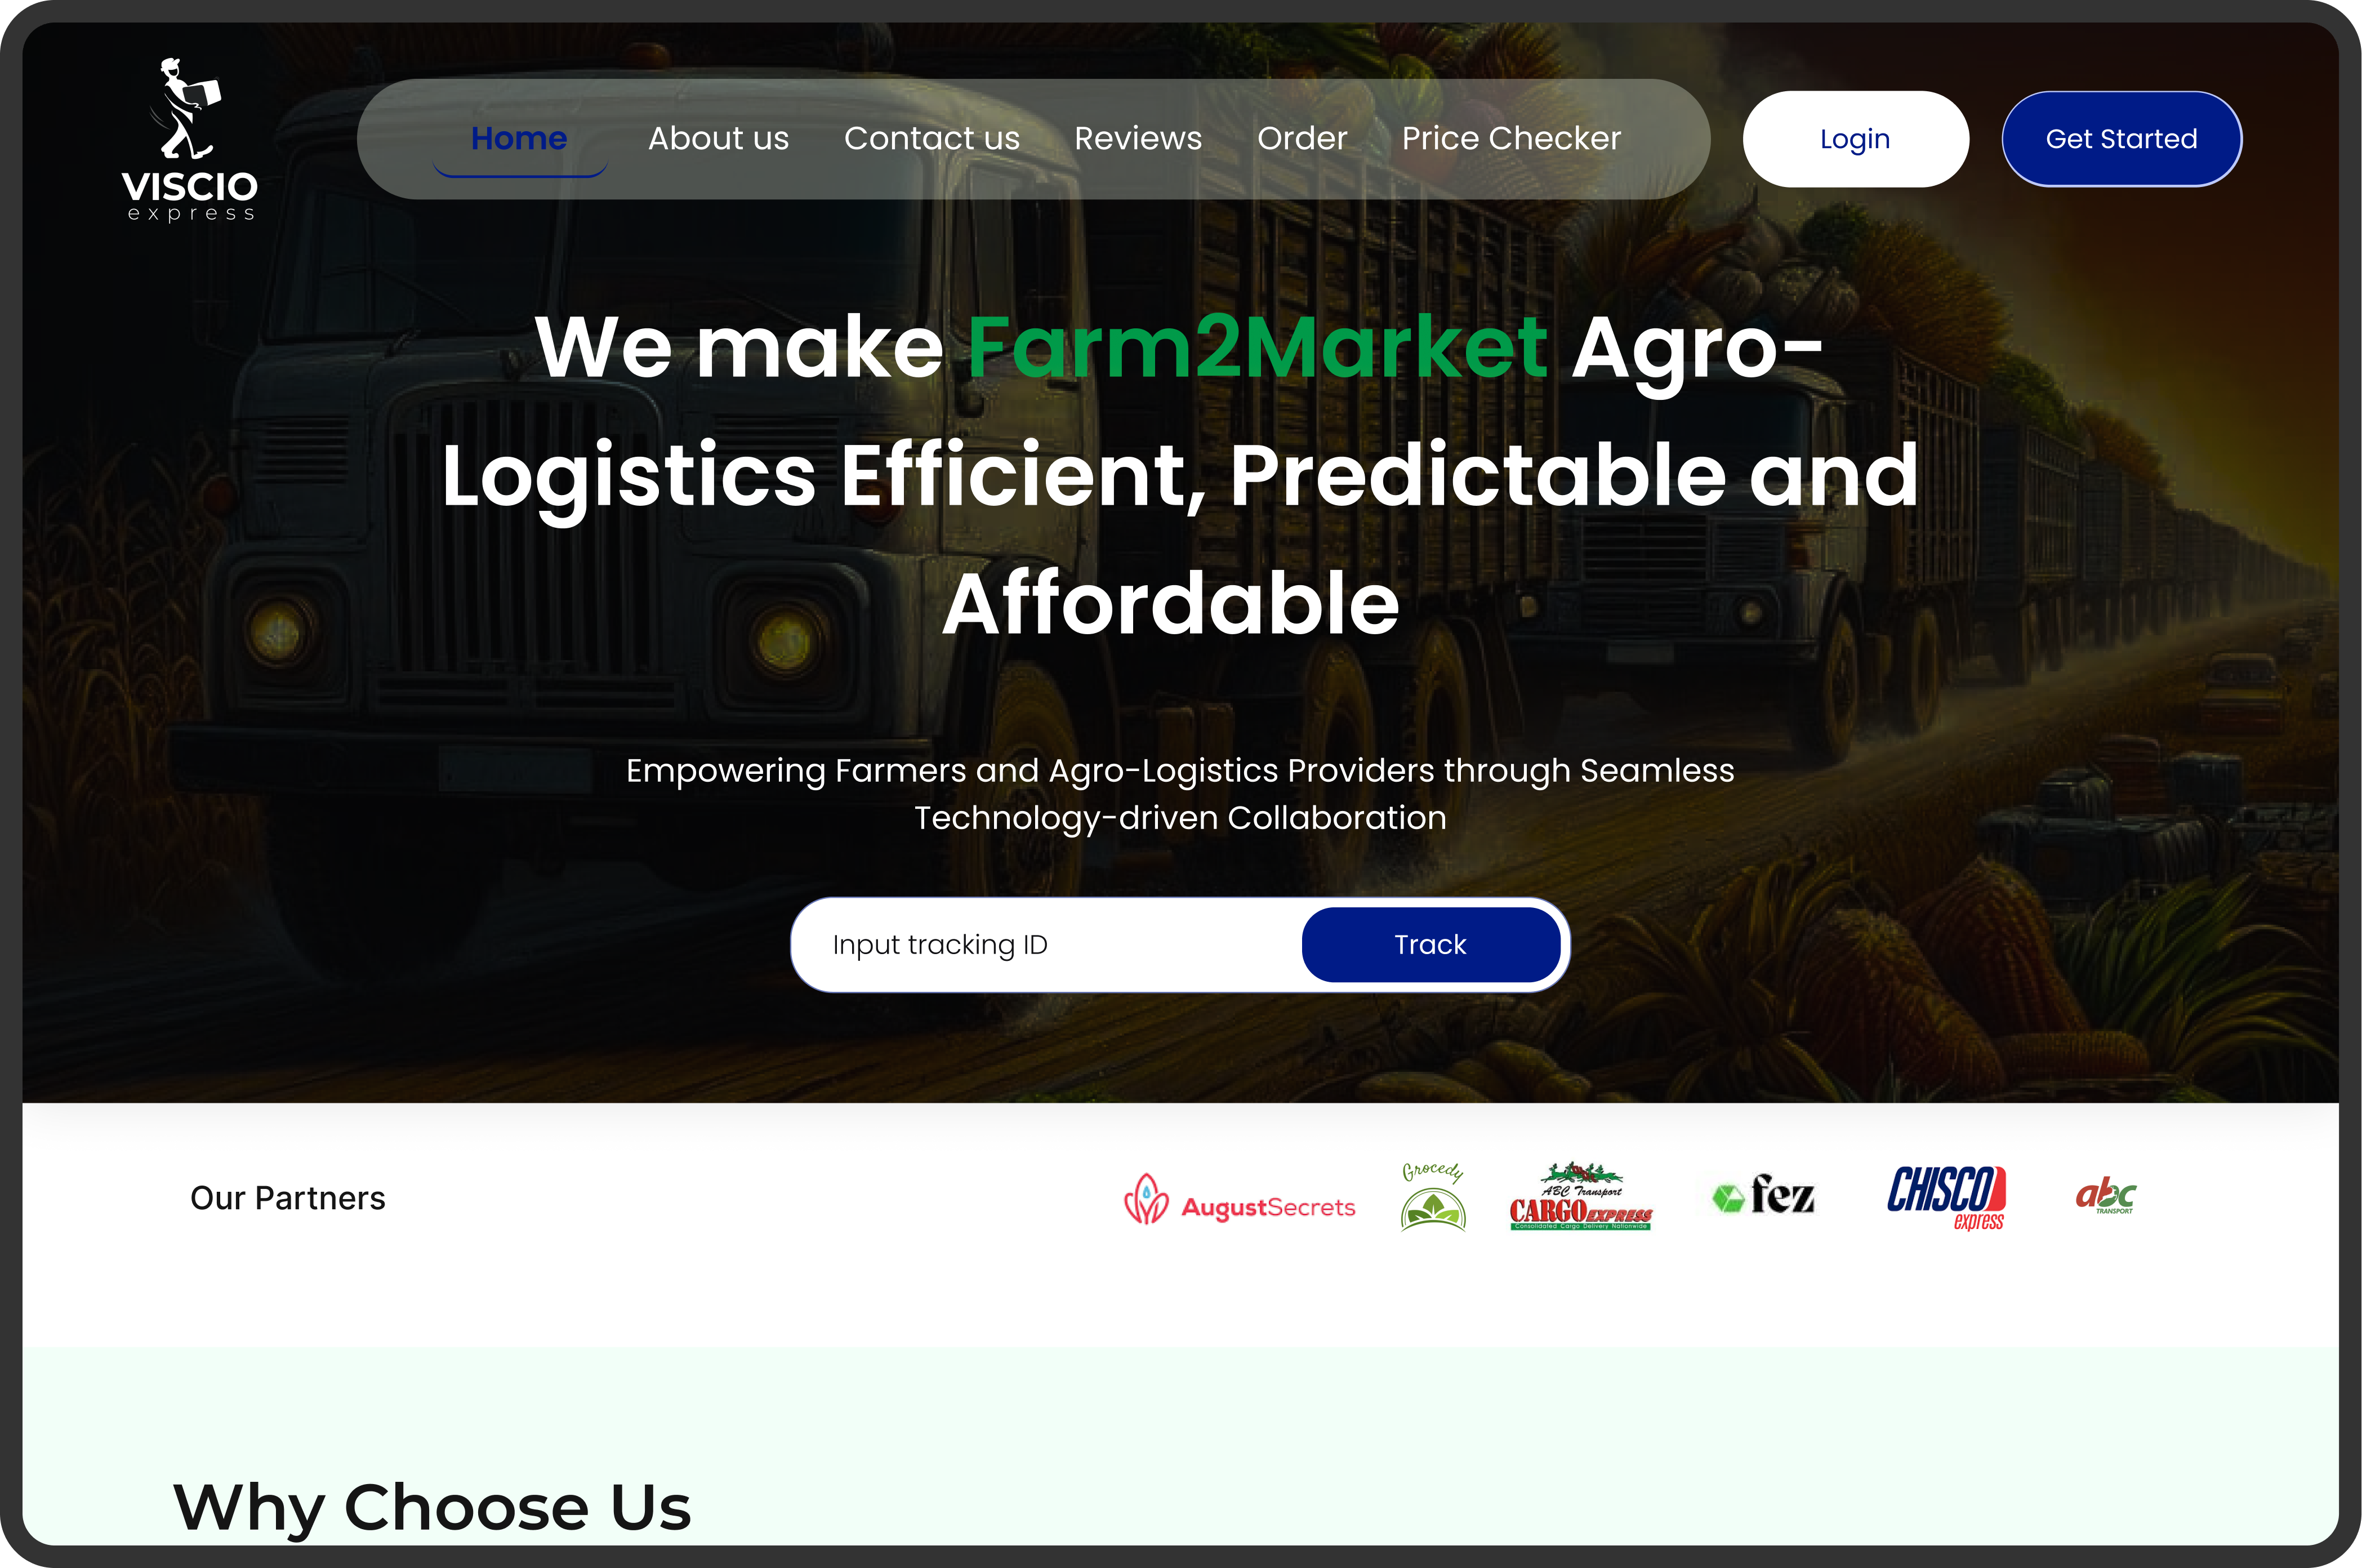 VISCIO
express
Home About us Contact us Reviews Order Price Checker Login Get Started
We make Farm2Market Agro-
Logistics Efficient, Predictable and
Affordable
Empowering Farmers and Agro-Logistics Providers through Seamless
Technology-driven Collaboration
Input tracking ID Track
Our Partners
AugustSecrets
Grocedy
ABC Transport
CARGO EXPRESS
Consolidated Cargo Delivery Nationwide
fez
CHISCO
express
abc
TRANSPORT
Why Choose Us